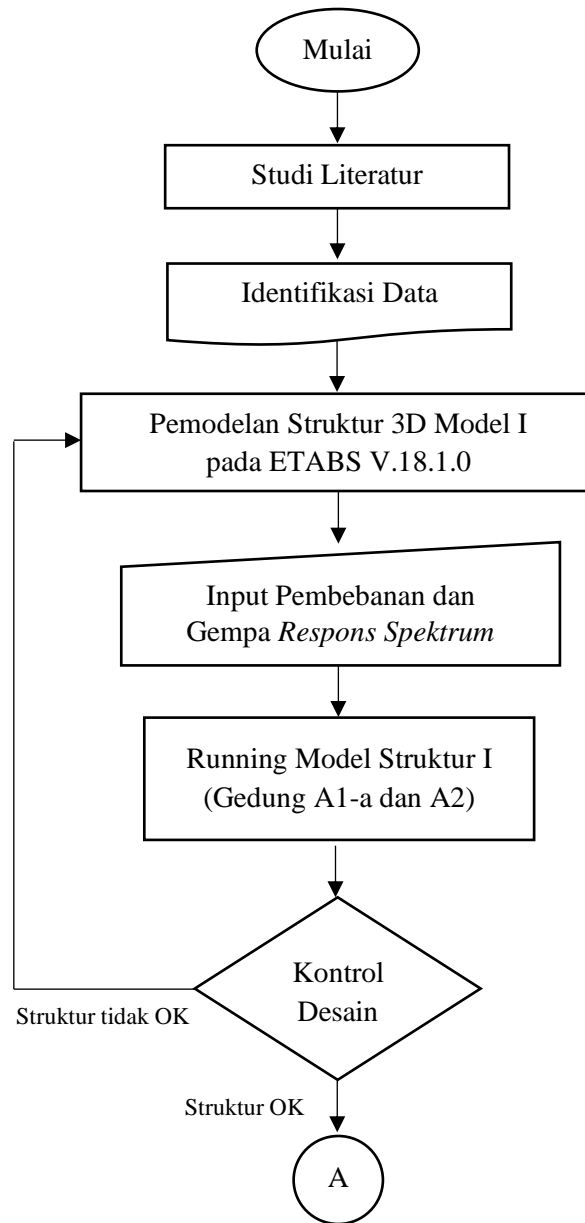 Mulai
Studi Literatur
Identifikasi Data
Pemodelan Struktur 3D Model I
pada ETABS V.18.1.0
Input Pembebanan dan
Gempa Respons Spektrum
Running Model Struktur I
(Gedung A1-a dan A2)
Kontrol
Desain
Struktur tidak OK
Struktur OK
A